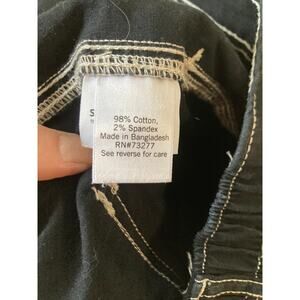 S
98% Cotton,
2% Spandex
Made in Bangladesh
RN#73277
See reverse for care